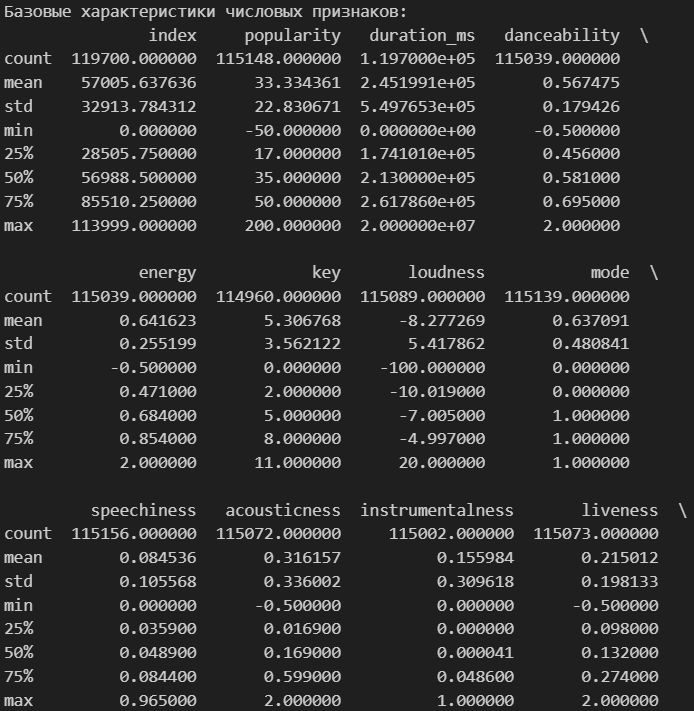 Базовые характеристики числовых признаков:
index popularity duration_ms danceability \
count 119700.000000 115148.000000 1.197000e+05 115039.000000
mean 57005.637636 33.334361 2.451991e+05 0.567475
std 32913.784312 22.830671 5.497653e+05 0.179426
min 0.000000 -50.000000 0.000000e+00 -0.500000
25% 28505.750000 17.000000 1.741010e+05 0.456000
50% 56988.500000 35.000000 2.130000e+05 0.581000
75% 85510.250000 50.000000 2.617860e+05 0.695000
max 113999.000000 200.000000 2.000000e+07 2.000000
energy key loudness mode \
count 115039.000000 114960.000000 115089.000000 115139.000000
mean 0.641623 5.306768 -8.277269 0.637091
std 0.255199 3.562122 5.417862 0.480841
min -0.500000 0.000000 -100.000000 0.000000
25% 0.471000 2.000000 -10.019000 0.000000
50% 0.684000 5.000000 -7.005000 1.000000
75% 0.854000 8.000000 -4.997000 1.000000
max 2.000000 11.000000 20.000000 1.000000
speechiness acousticness instrumentalness liveness \
count 115156.000000 115072.000000 115002.000000 115073.000000
mean 0.084536 0.316157 0.155984 0.215012
std 0.105568 0.336002 0.309618 0.198133
min 0.000000 -0.500000 0.000000 -0.500000
25% 0.035900 0.016900 0.000000 0.098000
50% 0.048900 0.169000 0.000041 0.132000
75% 0.084400 0.599000 0.048600 0.274000
max 0.965000 2.000000 1.000000 2.000000